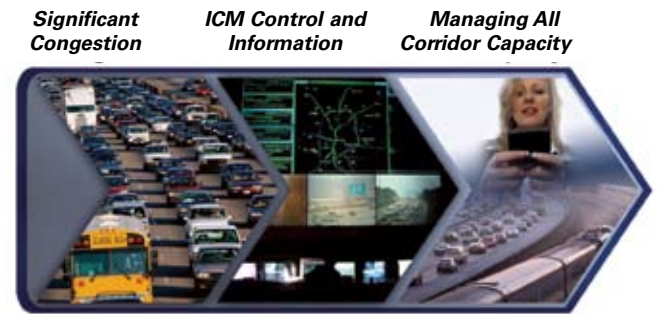 Significant
Congestion
ICM Control and
Information
Managing All
Corridor Capacity